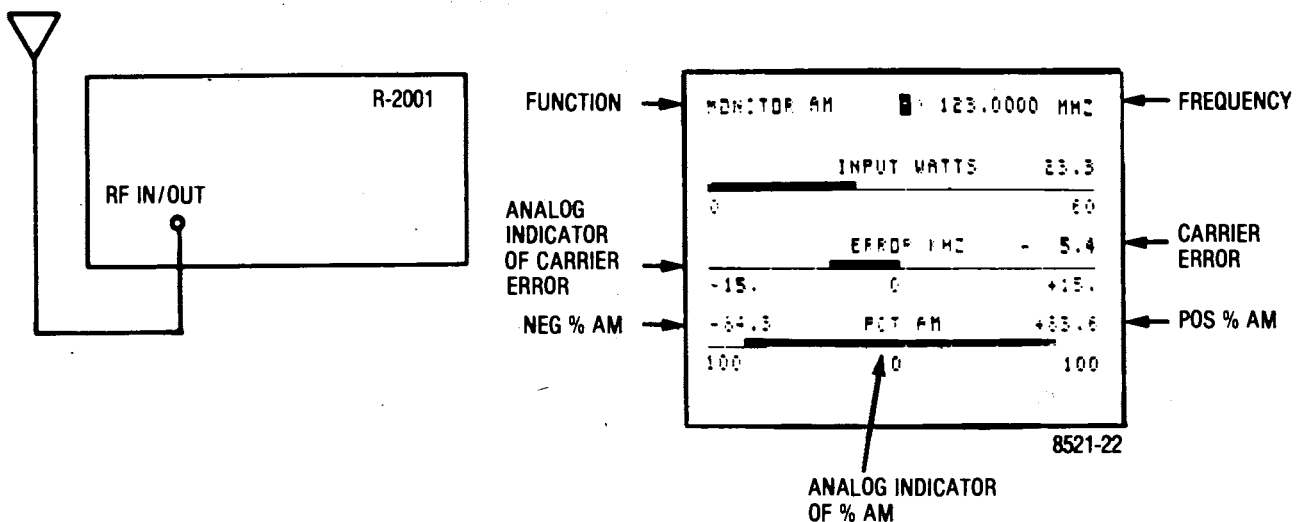 R-2001
RF IN/OUT
FUNCTION
MONITOR AM 123.0000 MHZ
FREQUENCY
INPUT WATTS 23.3
0 60
ANALOG
INDICATOR
OF CARRIER
ERROR
ERROR KHZ - 5.4
CARRIER
ERROR
-15. 0 +15.
NEG % AM
PCT AM
POS % AM
100 0 100
8521-22
ANALOG INDICATOR
OF % AM